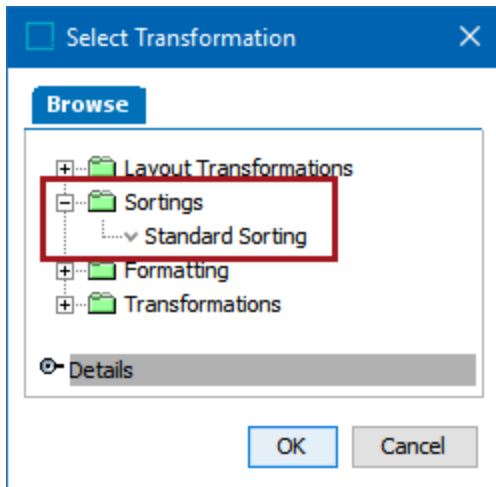 Select Transformation
Browse
Layout Transformations
Sortings
Standard Sorting
Formatting
Transformations
Details
OK Cancel